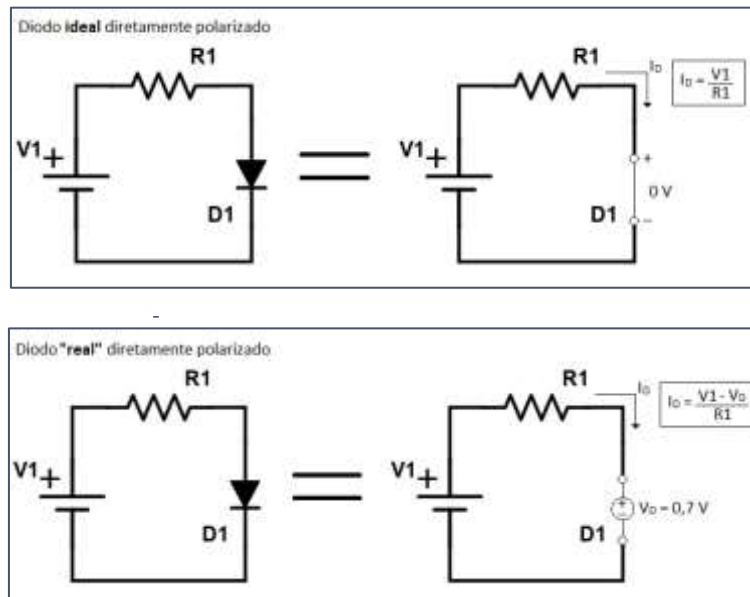 Diodo ideal diretamente polarizado
R1
V1 +
D1
R1
ID
ID = V1
R1
V1 +
+
0 V
D1
–
Diodo "real" diretamente polarizado
R1
V1 +
D1
R1
ID
ID = V1 - VD
R1
V1 +
+
–
VD = 0,7 V
D1